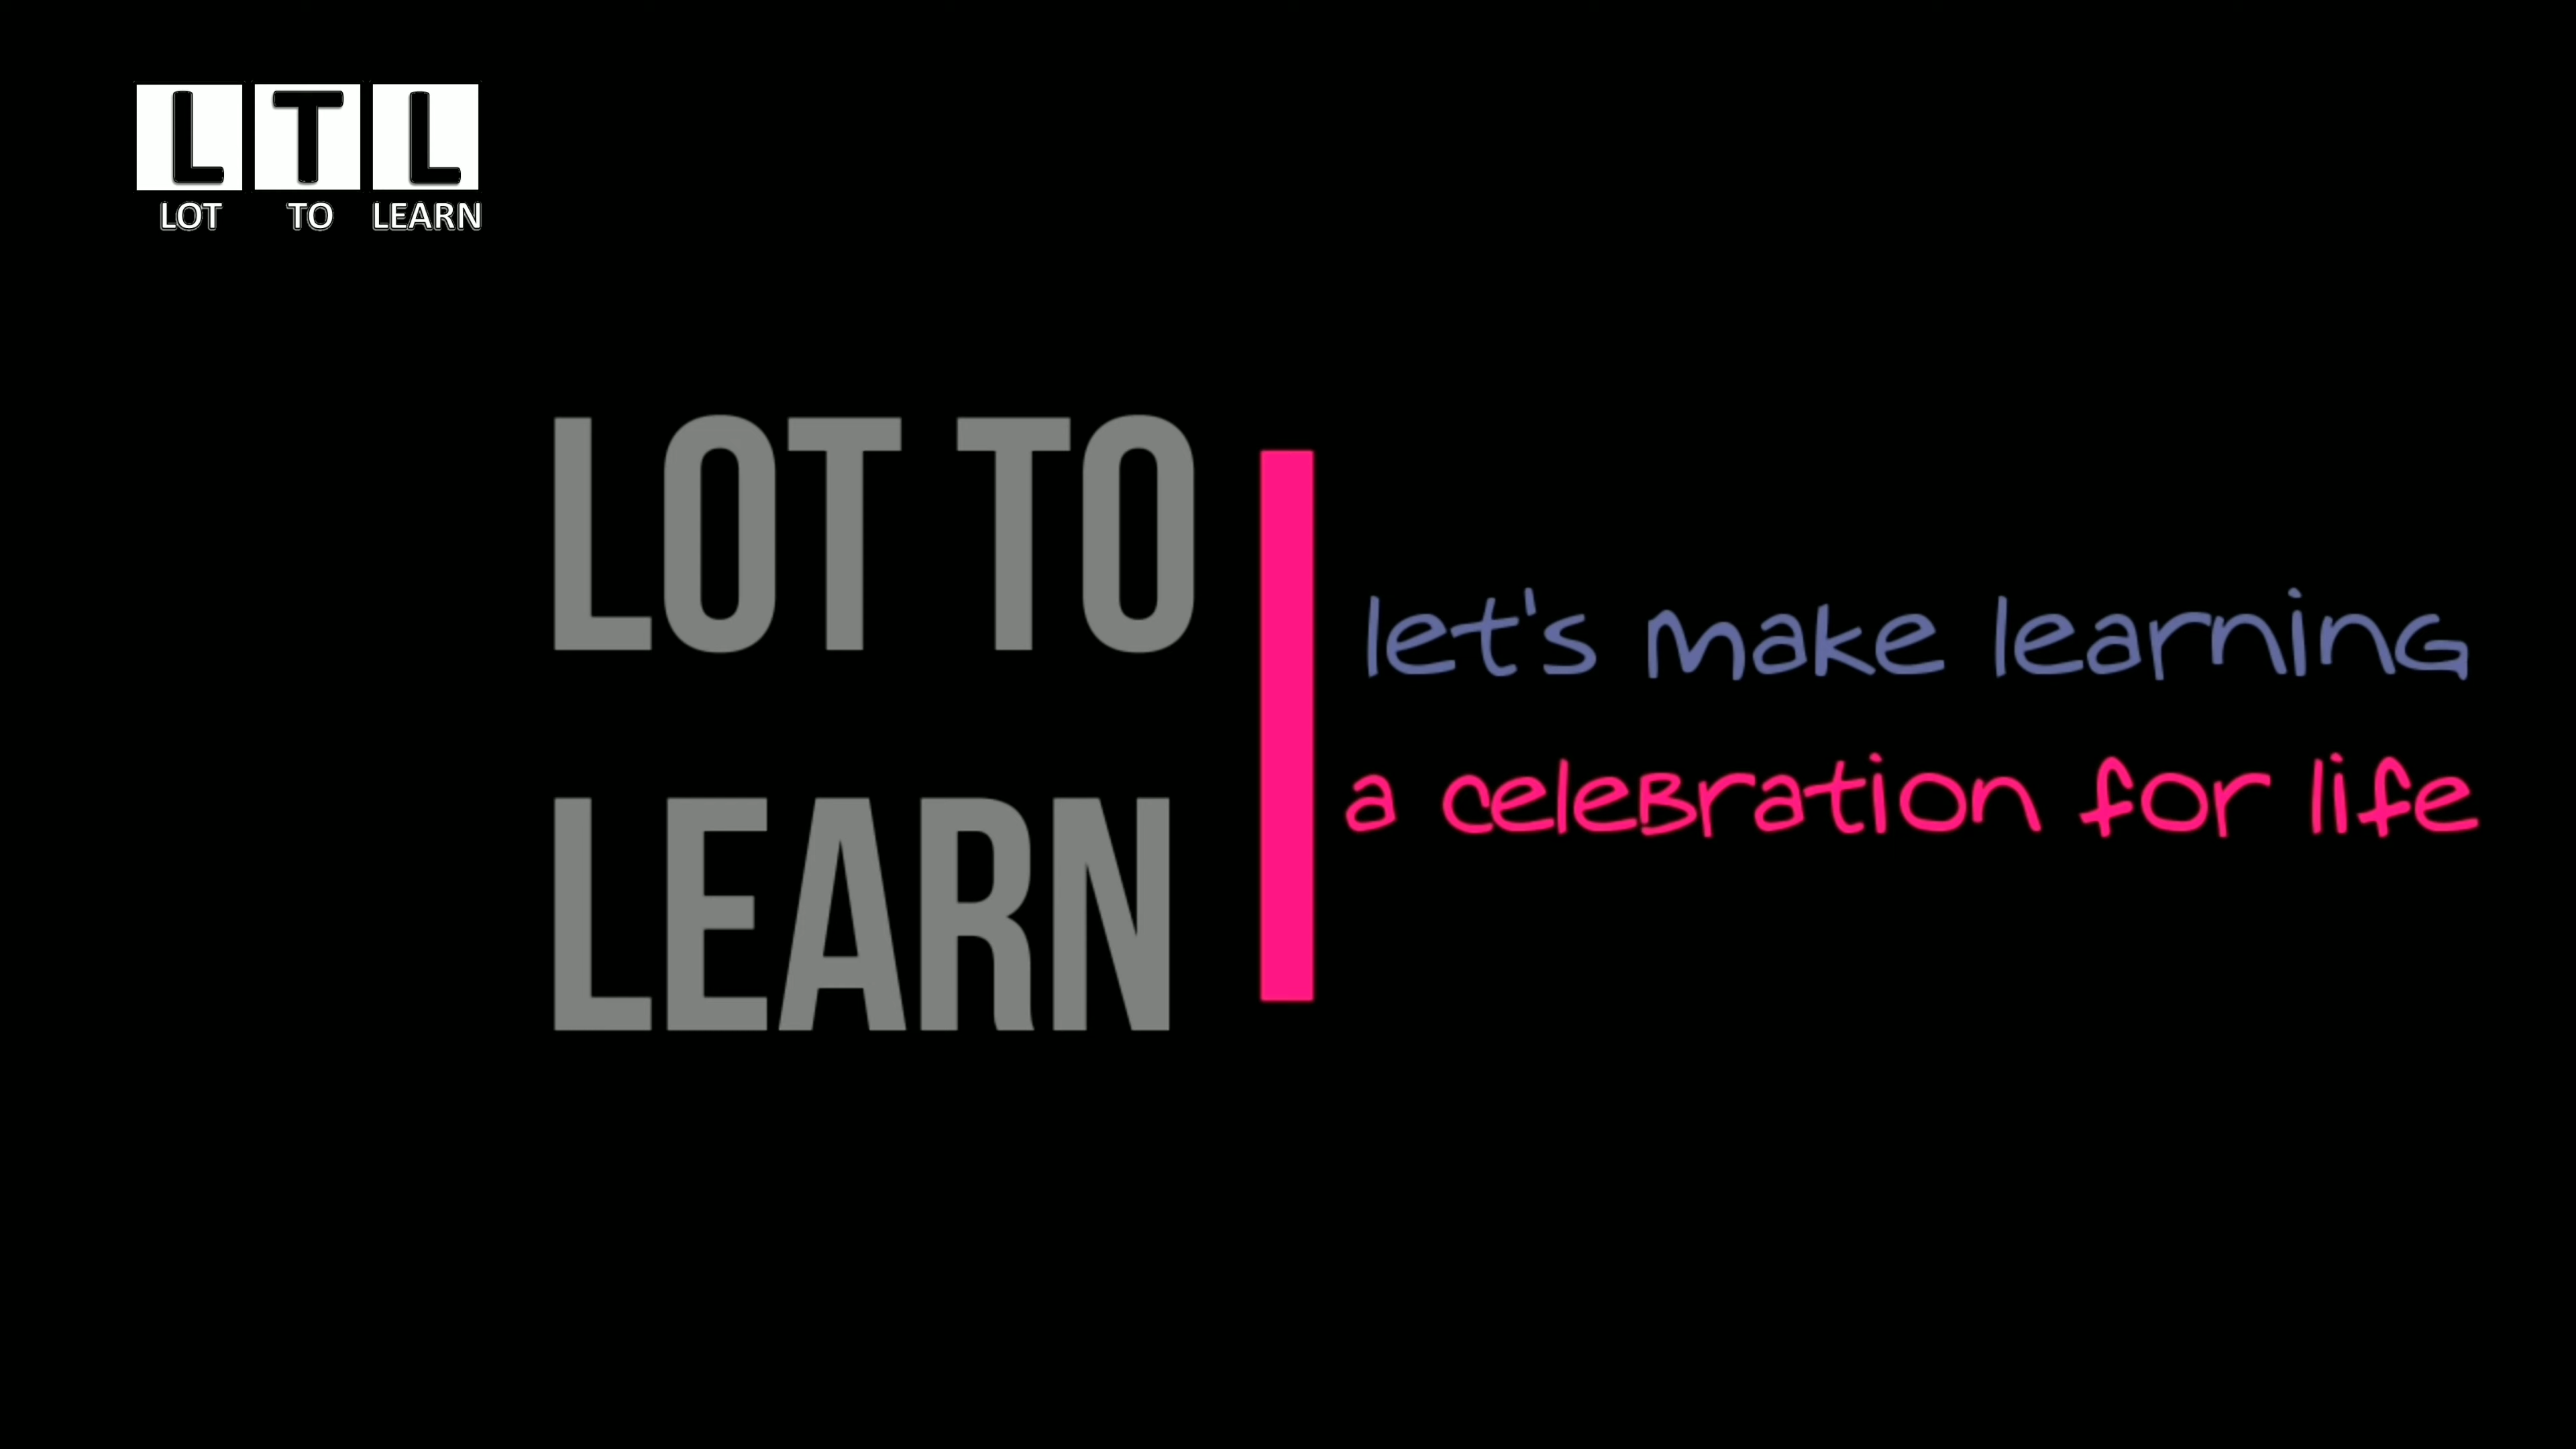 L T L
LOT TO LEARN
LOT TO
LEARN
let's make learning
a celebration for life